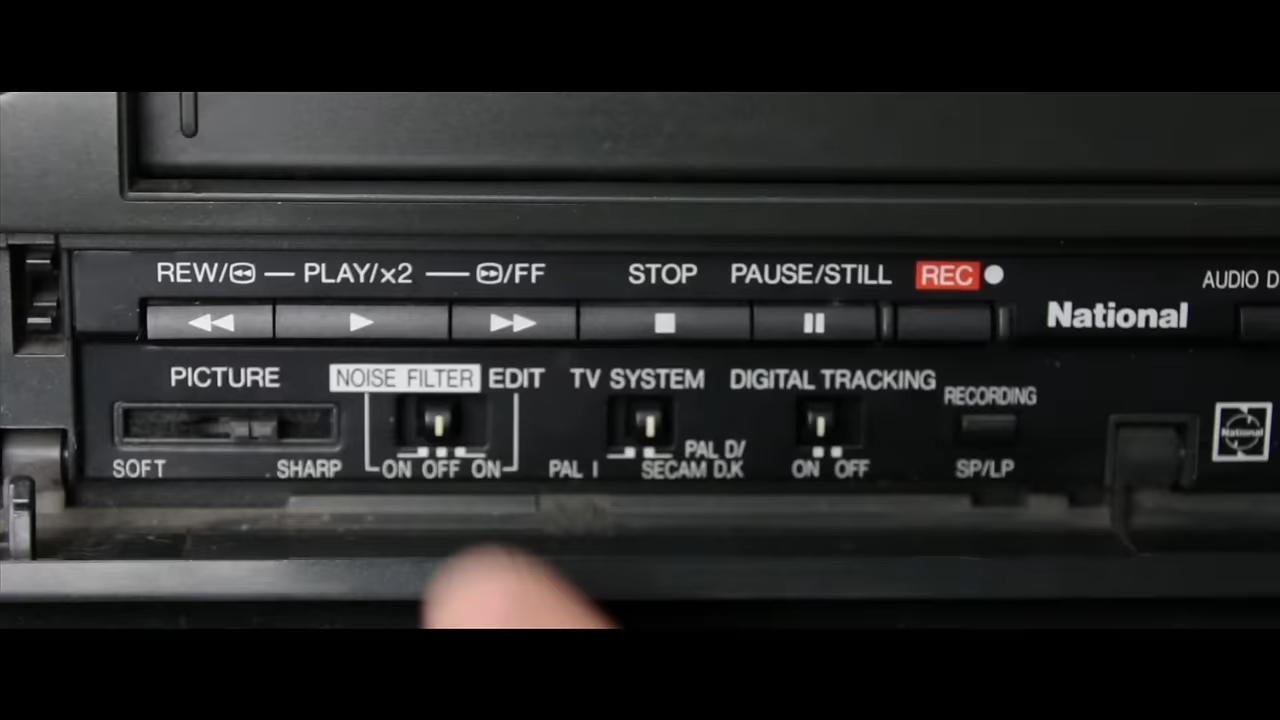 REW/ — PLAY/x2 — /FF STOP PAUSE/STILL REC AUDIO D
National
PICTURE NOISE FILTER EDIT TV SYSTEM DIGITAL TRACKING RECORDING
National
PAL D/
SOFT SHARP ON OFF ON PAL I SECAM D,K ON OFF SP/LP